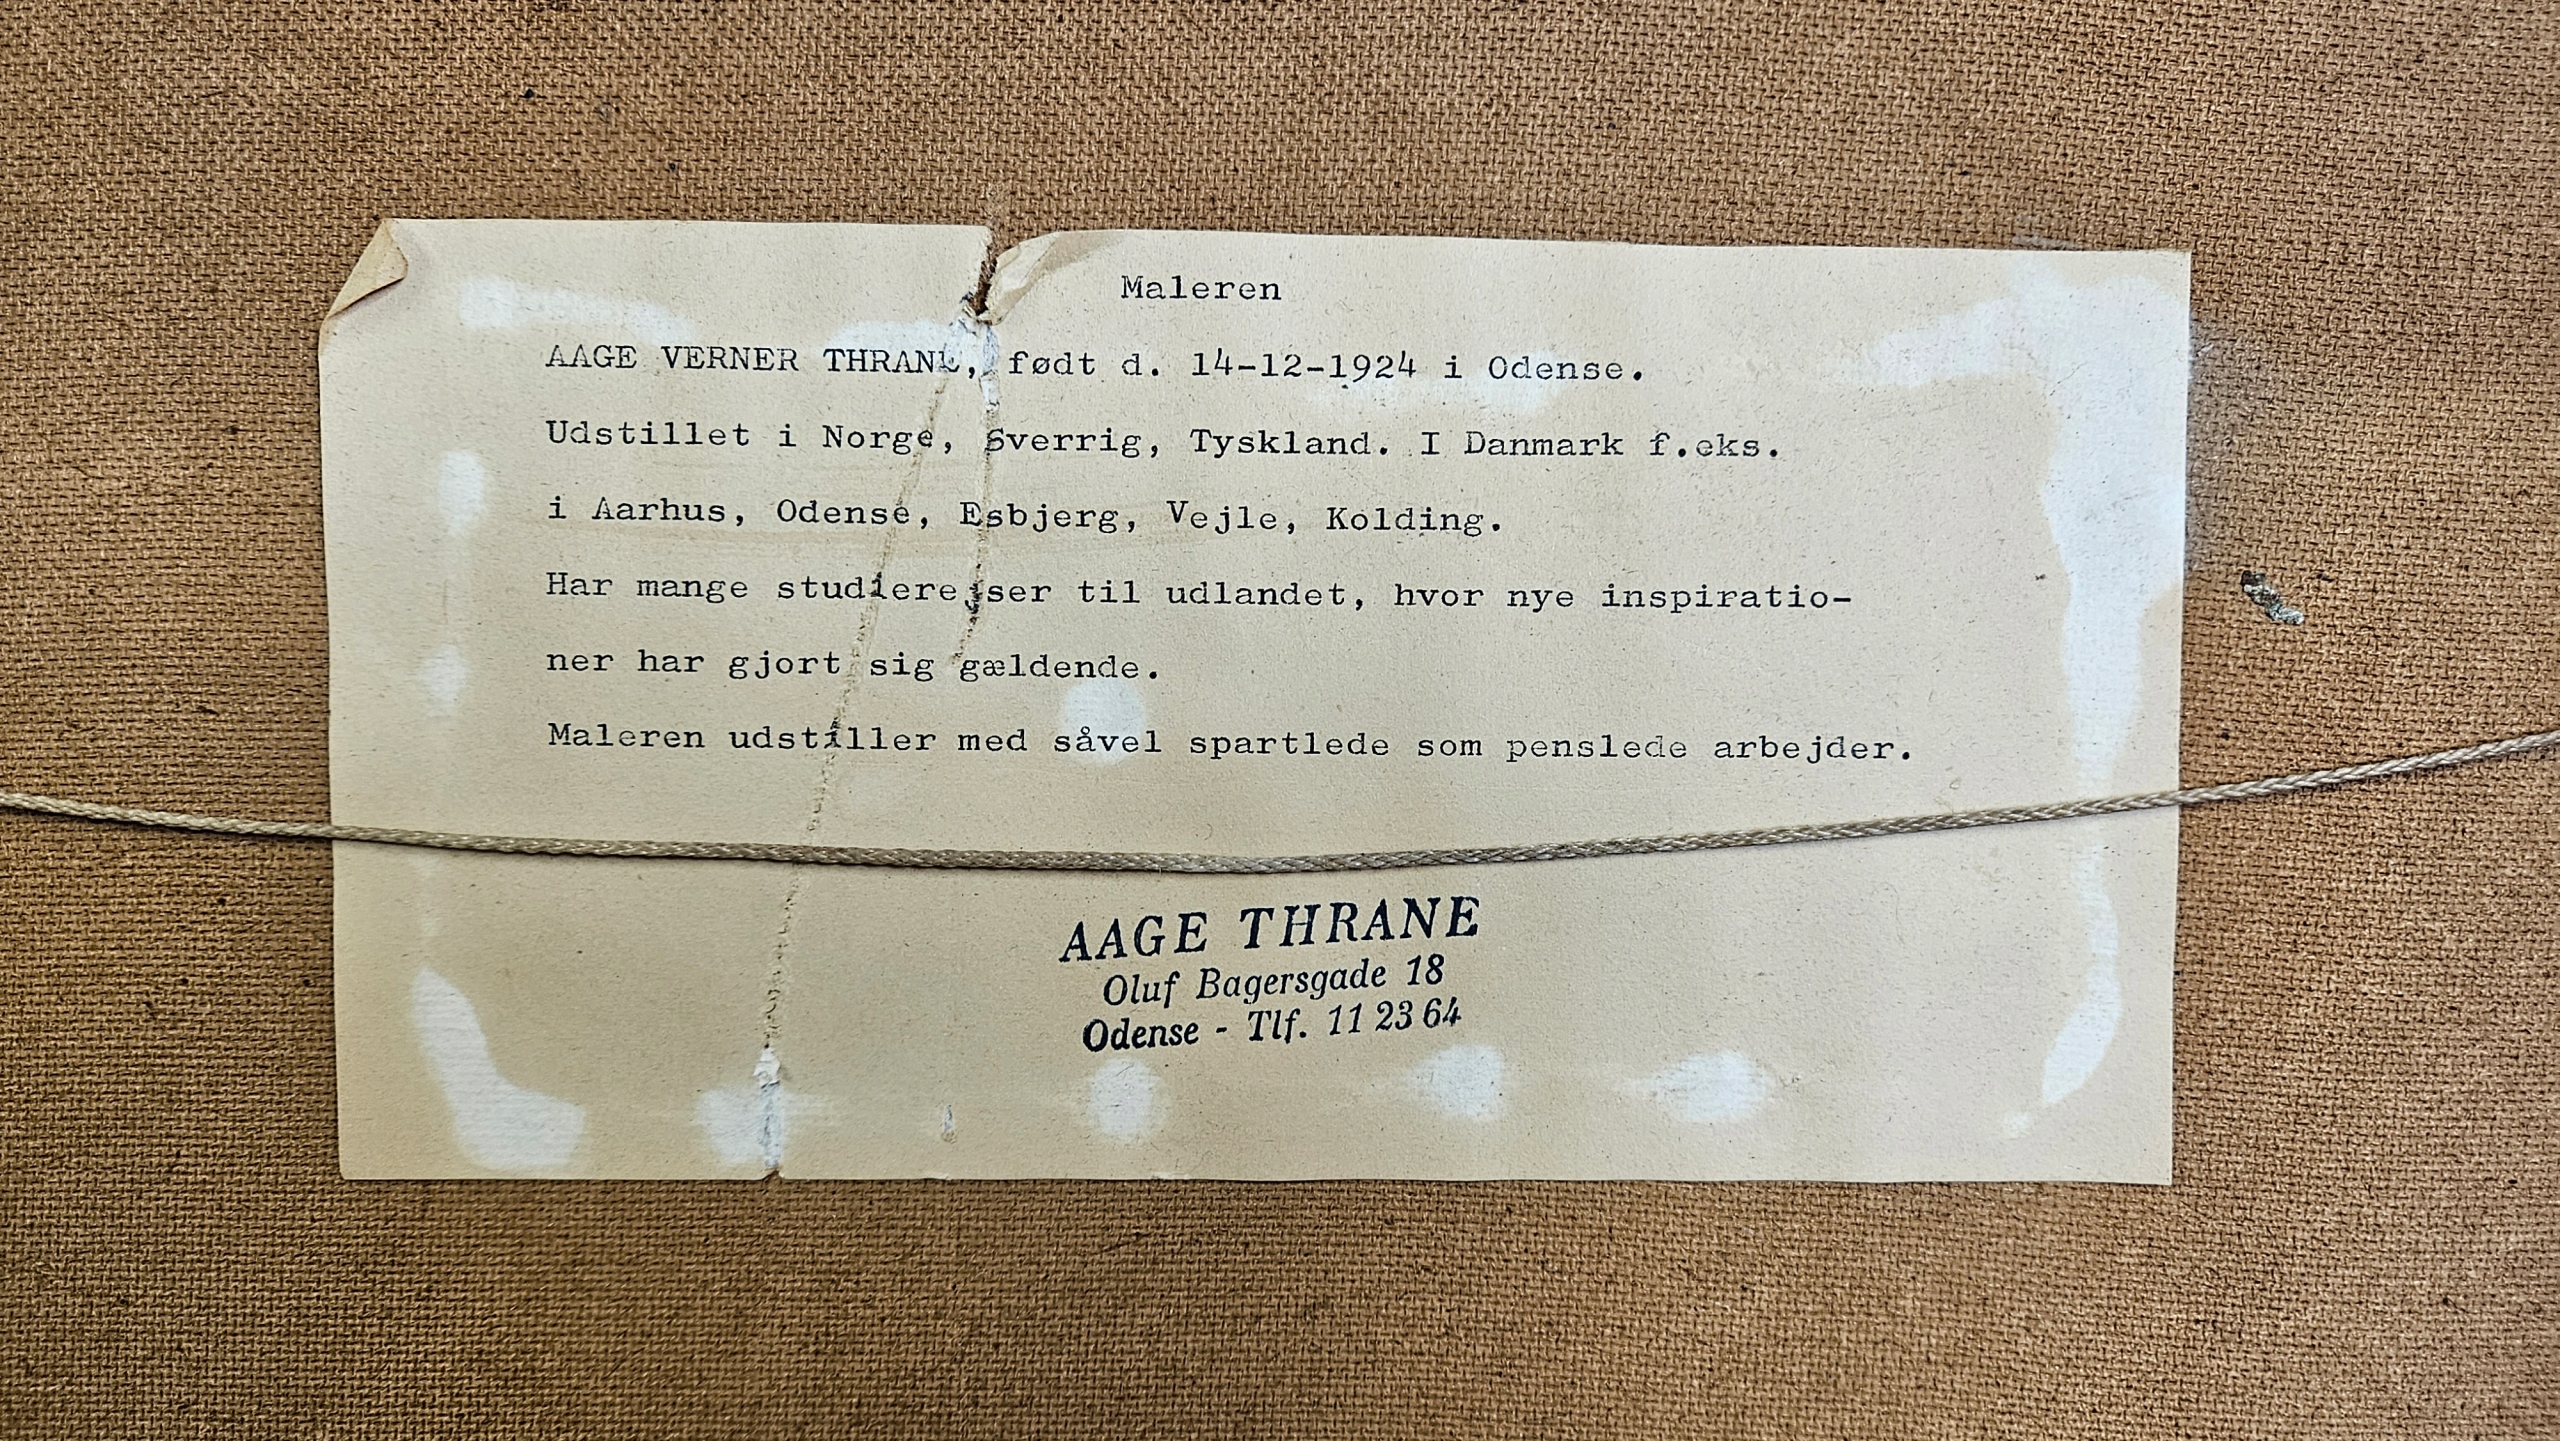 Maleren
AAGE VERNER THRANE, født d. 14-12-1924 i Odense.
Udstillet i Norge, Sverrig, Tyskland. I Danmark f.eks.
i Aarhus, Odense, Esbjerg, Vejle, Kolding.
Har mange studierejser til udlandet, hvor nye inspiratio-
ner har gjort sig gældende.
Maleren udstiller med såvel spartlede som penslede arbejder.
AAGE THRANE
Oluf Bagersgade 18
Odense - Tlf. 11 23 64